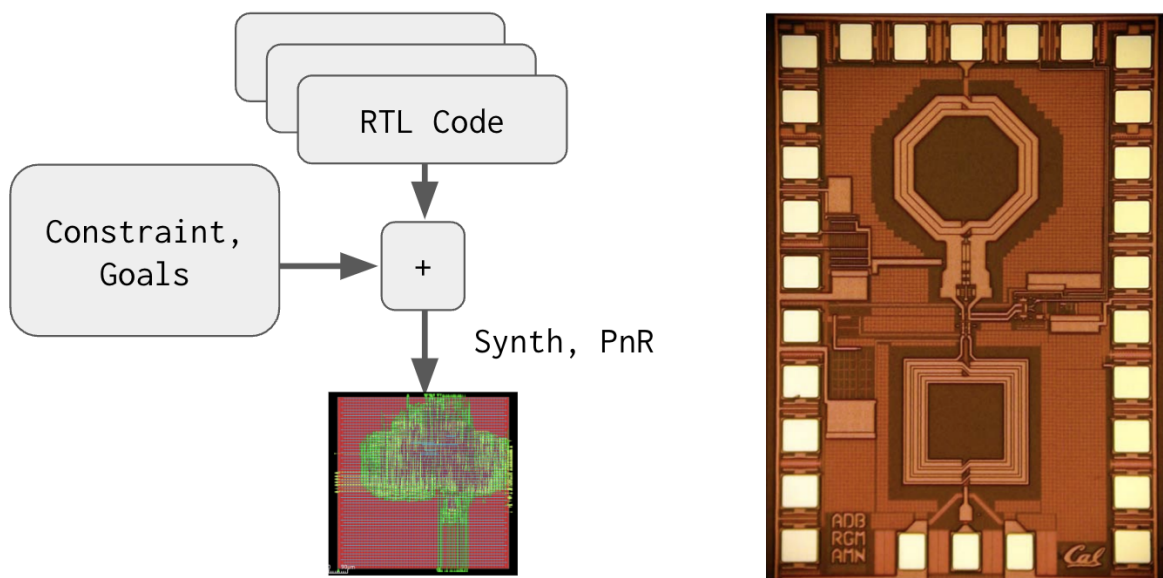 RTL Code
Constraint,
Goals
+
Synth, PnR
ADB
RGM
AMN
Cal